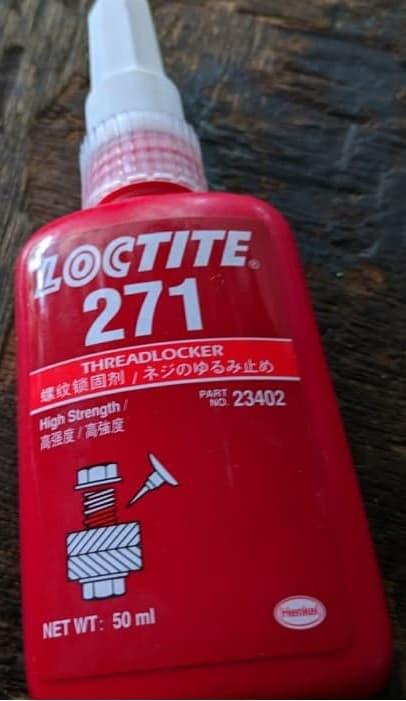 LOCTITE®
271
THREADLOCKER
螺纹锁固剂 / ネジのゆるみ止め
High Strength /
高强度 / 高強度
PART NO. 23402
NET WT: 50 ml
Henkel